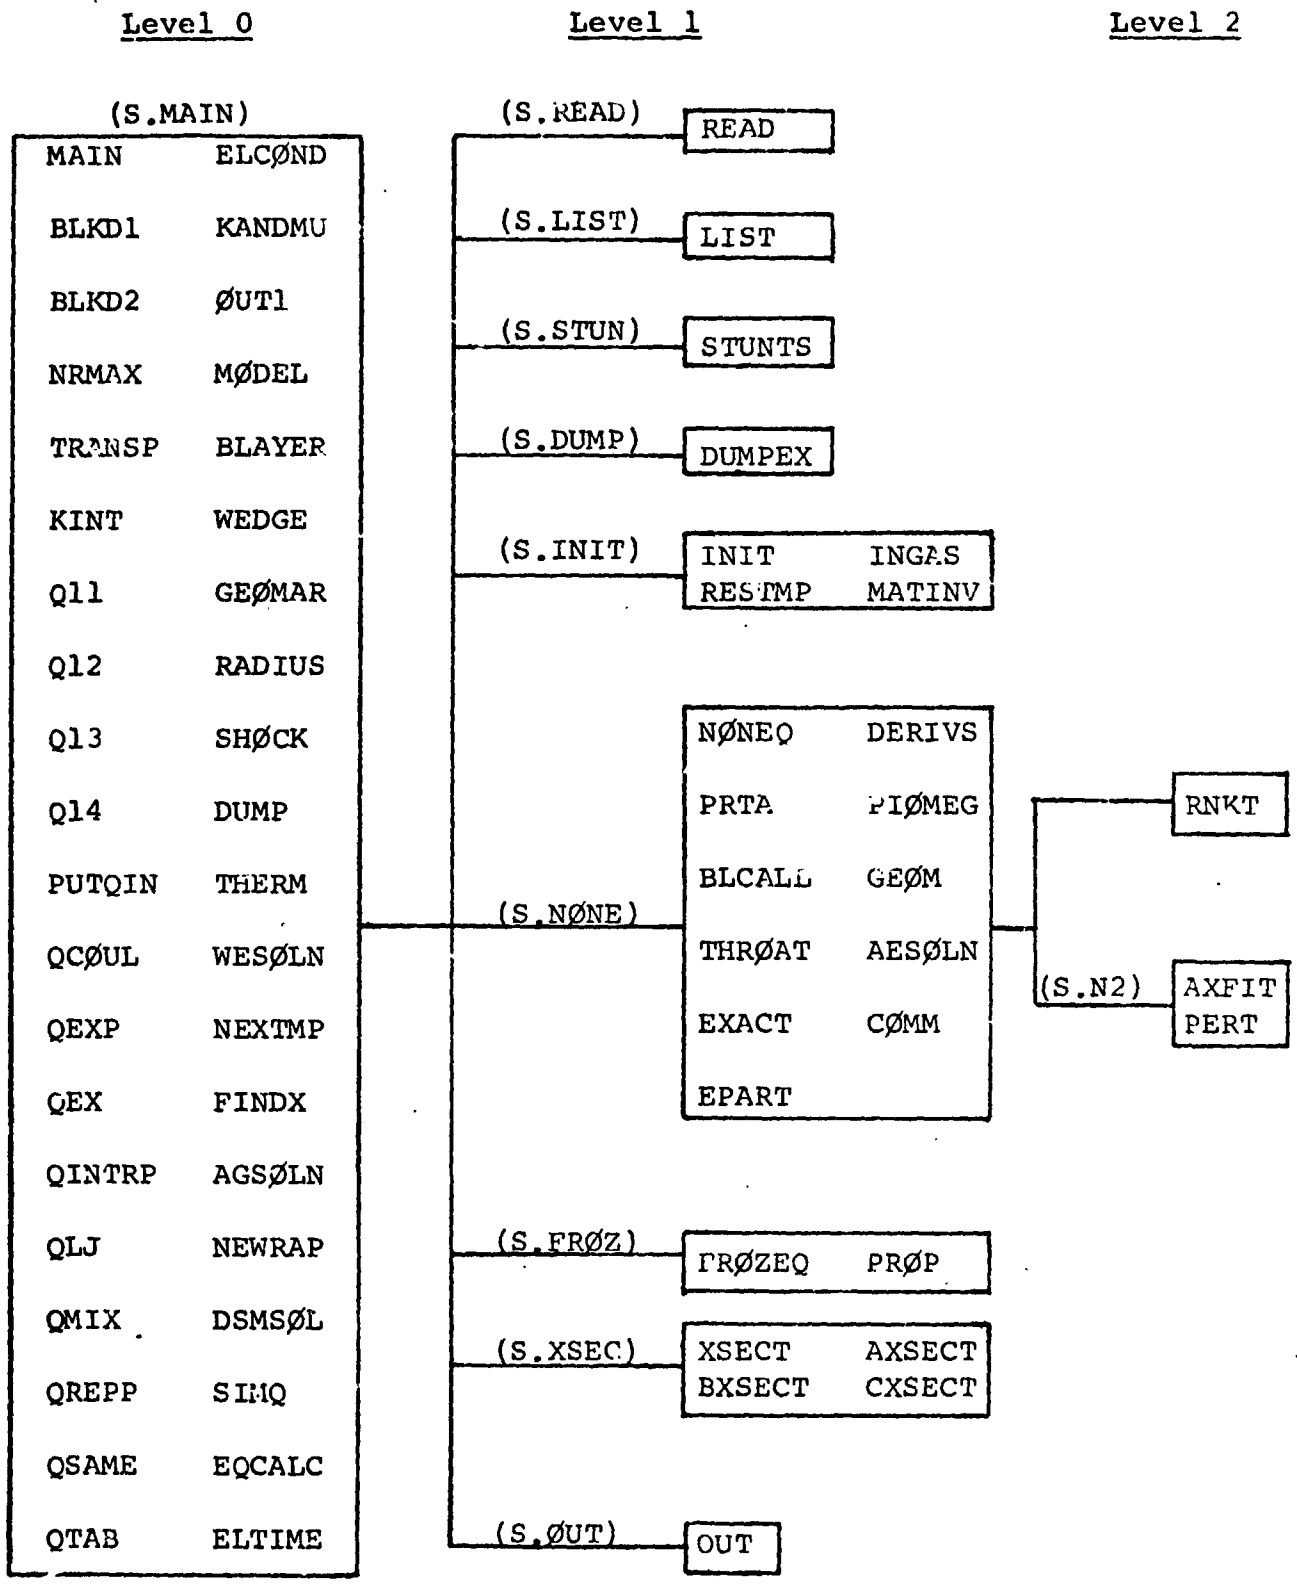 Level 0
Level 1
Level 2
(S.MAIN)
MAIN ELCØND
BLKD1 KANDMU
BLKD2 ØUT1
NRMAX MØDEL
TRANSP BLAYER
KINT WEDGE
Q11 GEØMAR
Q12 RADIUS
Q13 SHØCK
Q14 DUMP
PUTQIN THERM
QCØUL WESØLN
QEXP NEXTMP
QEX FINDX
QINTRP AGSØLN
QLJ NEWRAP
QMIX DSMSØL
QREPP SIMQ
QSAME EQCALC
QTAB ELTIME
(S.READ)
READ
(S.LIST)
LIST
(S.STUN)
STUNTS
(S.DUMP)
DUMPEX
(S.INIT)
INIT INGAS
RESTMP MATINV
(S.NØNE)
NØNEQ DERIVS
PRTA PIØMEG
BLCALL GEØM
THRØAT AESØLN
EXACT CØMM
EPART
(S.FRØZ)
FRØZEQ PRØP
(S.XSEC)
XSECT AXSECT
BXSECT CXSECT
(S.ØUT)
OUT
RNKT
(S.N2)
AXFIT
PERT